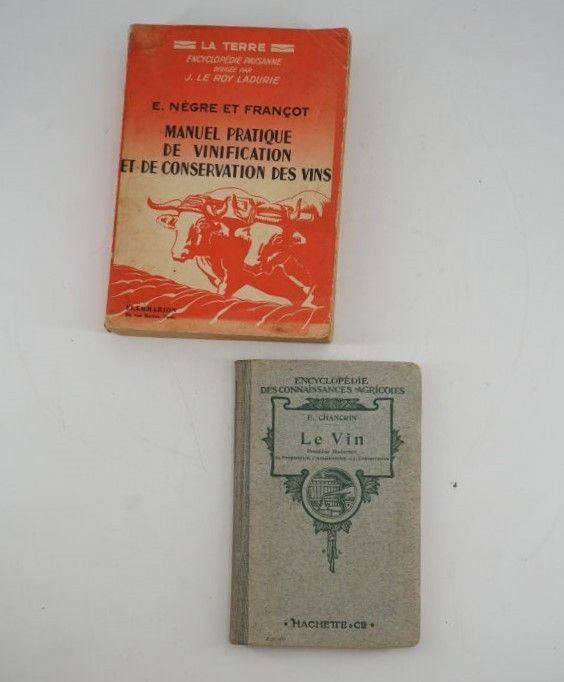 LA TERRE
ENCYCLOPÉDIE PAYSANNE
DIRIGÉE PAR
J. LE ROY LADURIE
E. NÈGRE ET FRANÇOT
MANUEL PRATIQUE
DE VINIFICATION
ET DE CONSERVATION DES VINS
FLAMMARION
ENCYCLOPÉDIE
DES CONNAISSANCES AGRICOLES
E. CHANCRIN
Le Vin
HACHETTE & CIE